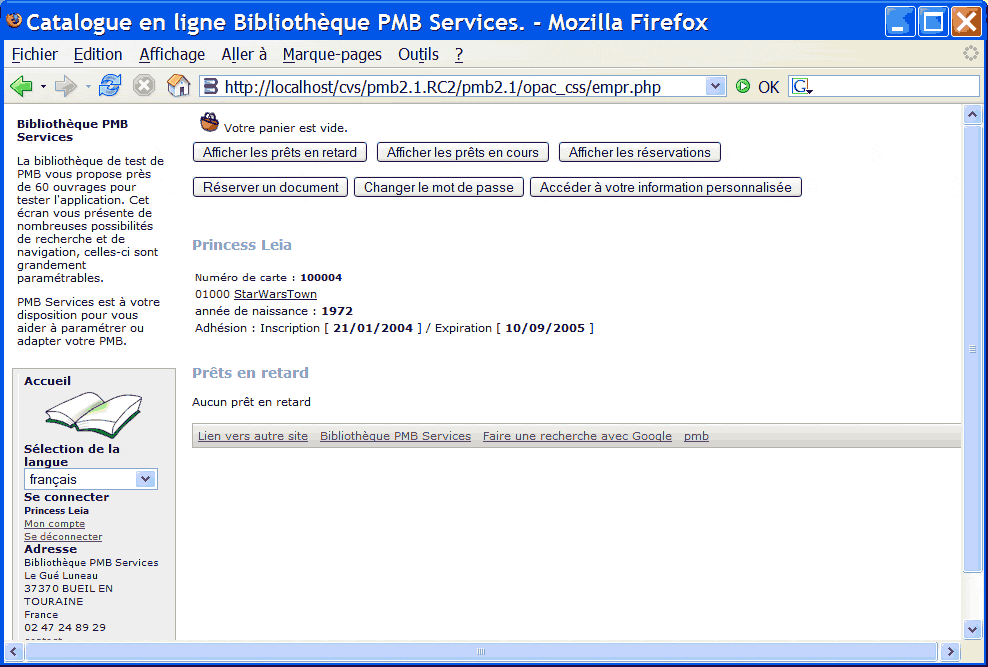 Catalogue en ligne Bibliothèque PMB Services. - Mozilla Firefox
Fichier Edition Affichage Aller à Marque-pages Outils ?
http://localhost/cvs/pmb2.1.RC2/pmb2.1/opac_css/empr.php OK G
Bibliothèque PMB
Services
La bibliothèque de test de
PMB vous propose près
de 60 ouvrages pour
tester l'application. Cet
écran vous présente de
nombreuses possibilités
de recherche et de
navigation, celles-ci sont
grandement
paramétrables.
PMB Services est à votre
disposition pour vous
aider à paramétrer ou
adapter votre PMB.
Accueil
Sélection de la
langue
français
Se connecter
Princess Leia
Mon compte
Se déconnecter
Adresse
Bibliothèque PMB Services
Le Gué Luneau
37370 BUEIL EN
TOURAINE
France
02 47 24 89 29
Votre panier est vide.
Afficher les prêts en retard Afficher les prêts en cours Afficher les réservations
Réserver un document Changer le mot de passe Accéder à votre information personnalisée
Princess Leia
Numéro de carte : 100004
01000 StarWarsTown
année de naissance : 1972
Adhésion : Inscription [ 21/01/2004 ] / Expiration [ 10/09/2005 ]
Prêts en retard
Aucun prêt en retard
Lien vers autre site Bibliothèque PMB Services Faire une recherche avec Google pmb